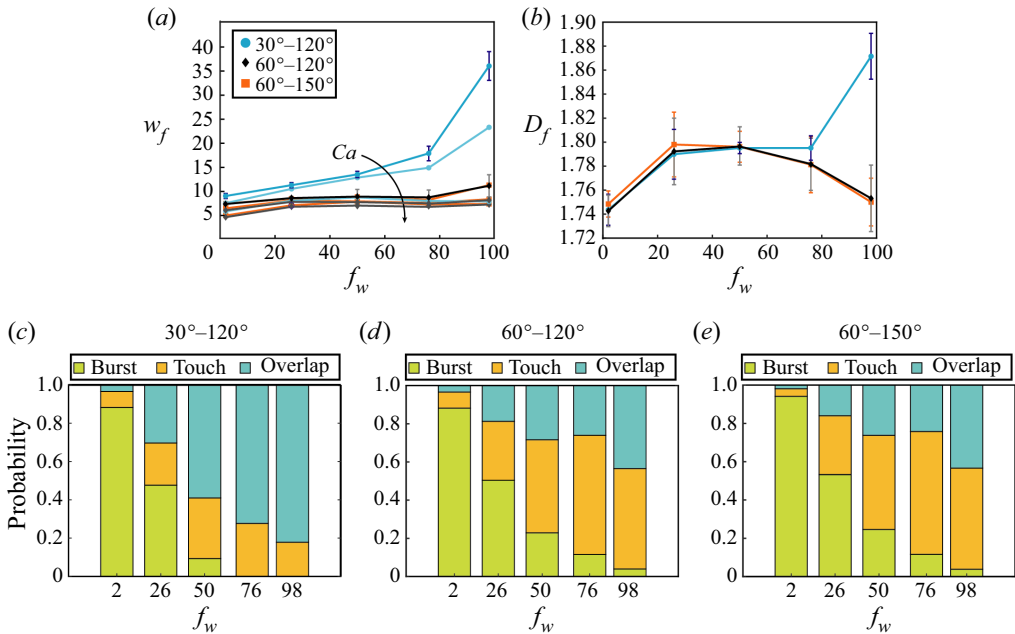 (a)
40
35
30
25
20
15
10
5
w_f
30°–120°
60°–120°
60°–150°
Ca
0 20 40 60 80 100
f_w
(b)
1.90
1.88
1.86
1.84
1.82
1.80
1.78
1.76
1.74
1.72
D_f
0 20 40 60 80 100
f_w
(c) 30°–120°
Burst Touch Overlap
1.0
0.8
0.6
0.4
0.2
0
Probability
2 26 50 76 98
f_w
(d) 60°–120°
Burst Touch Overlap
1.0
0.8
0.6
0.4
0.2
0
2 26 50 76 98
f_w
(e) 60°–150°
Burst Touch Overlap
1.0
0.8
0.6
0.4
0.2
0
2 26 50 76 98
f_w